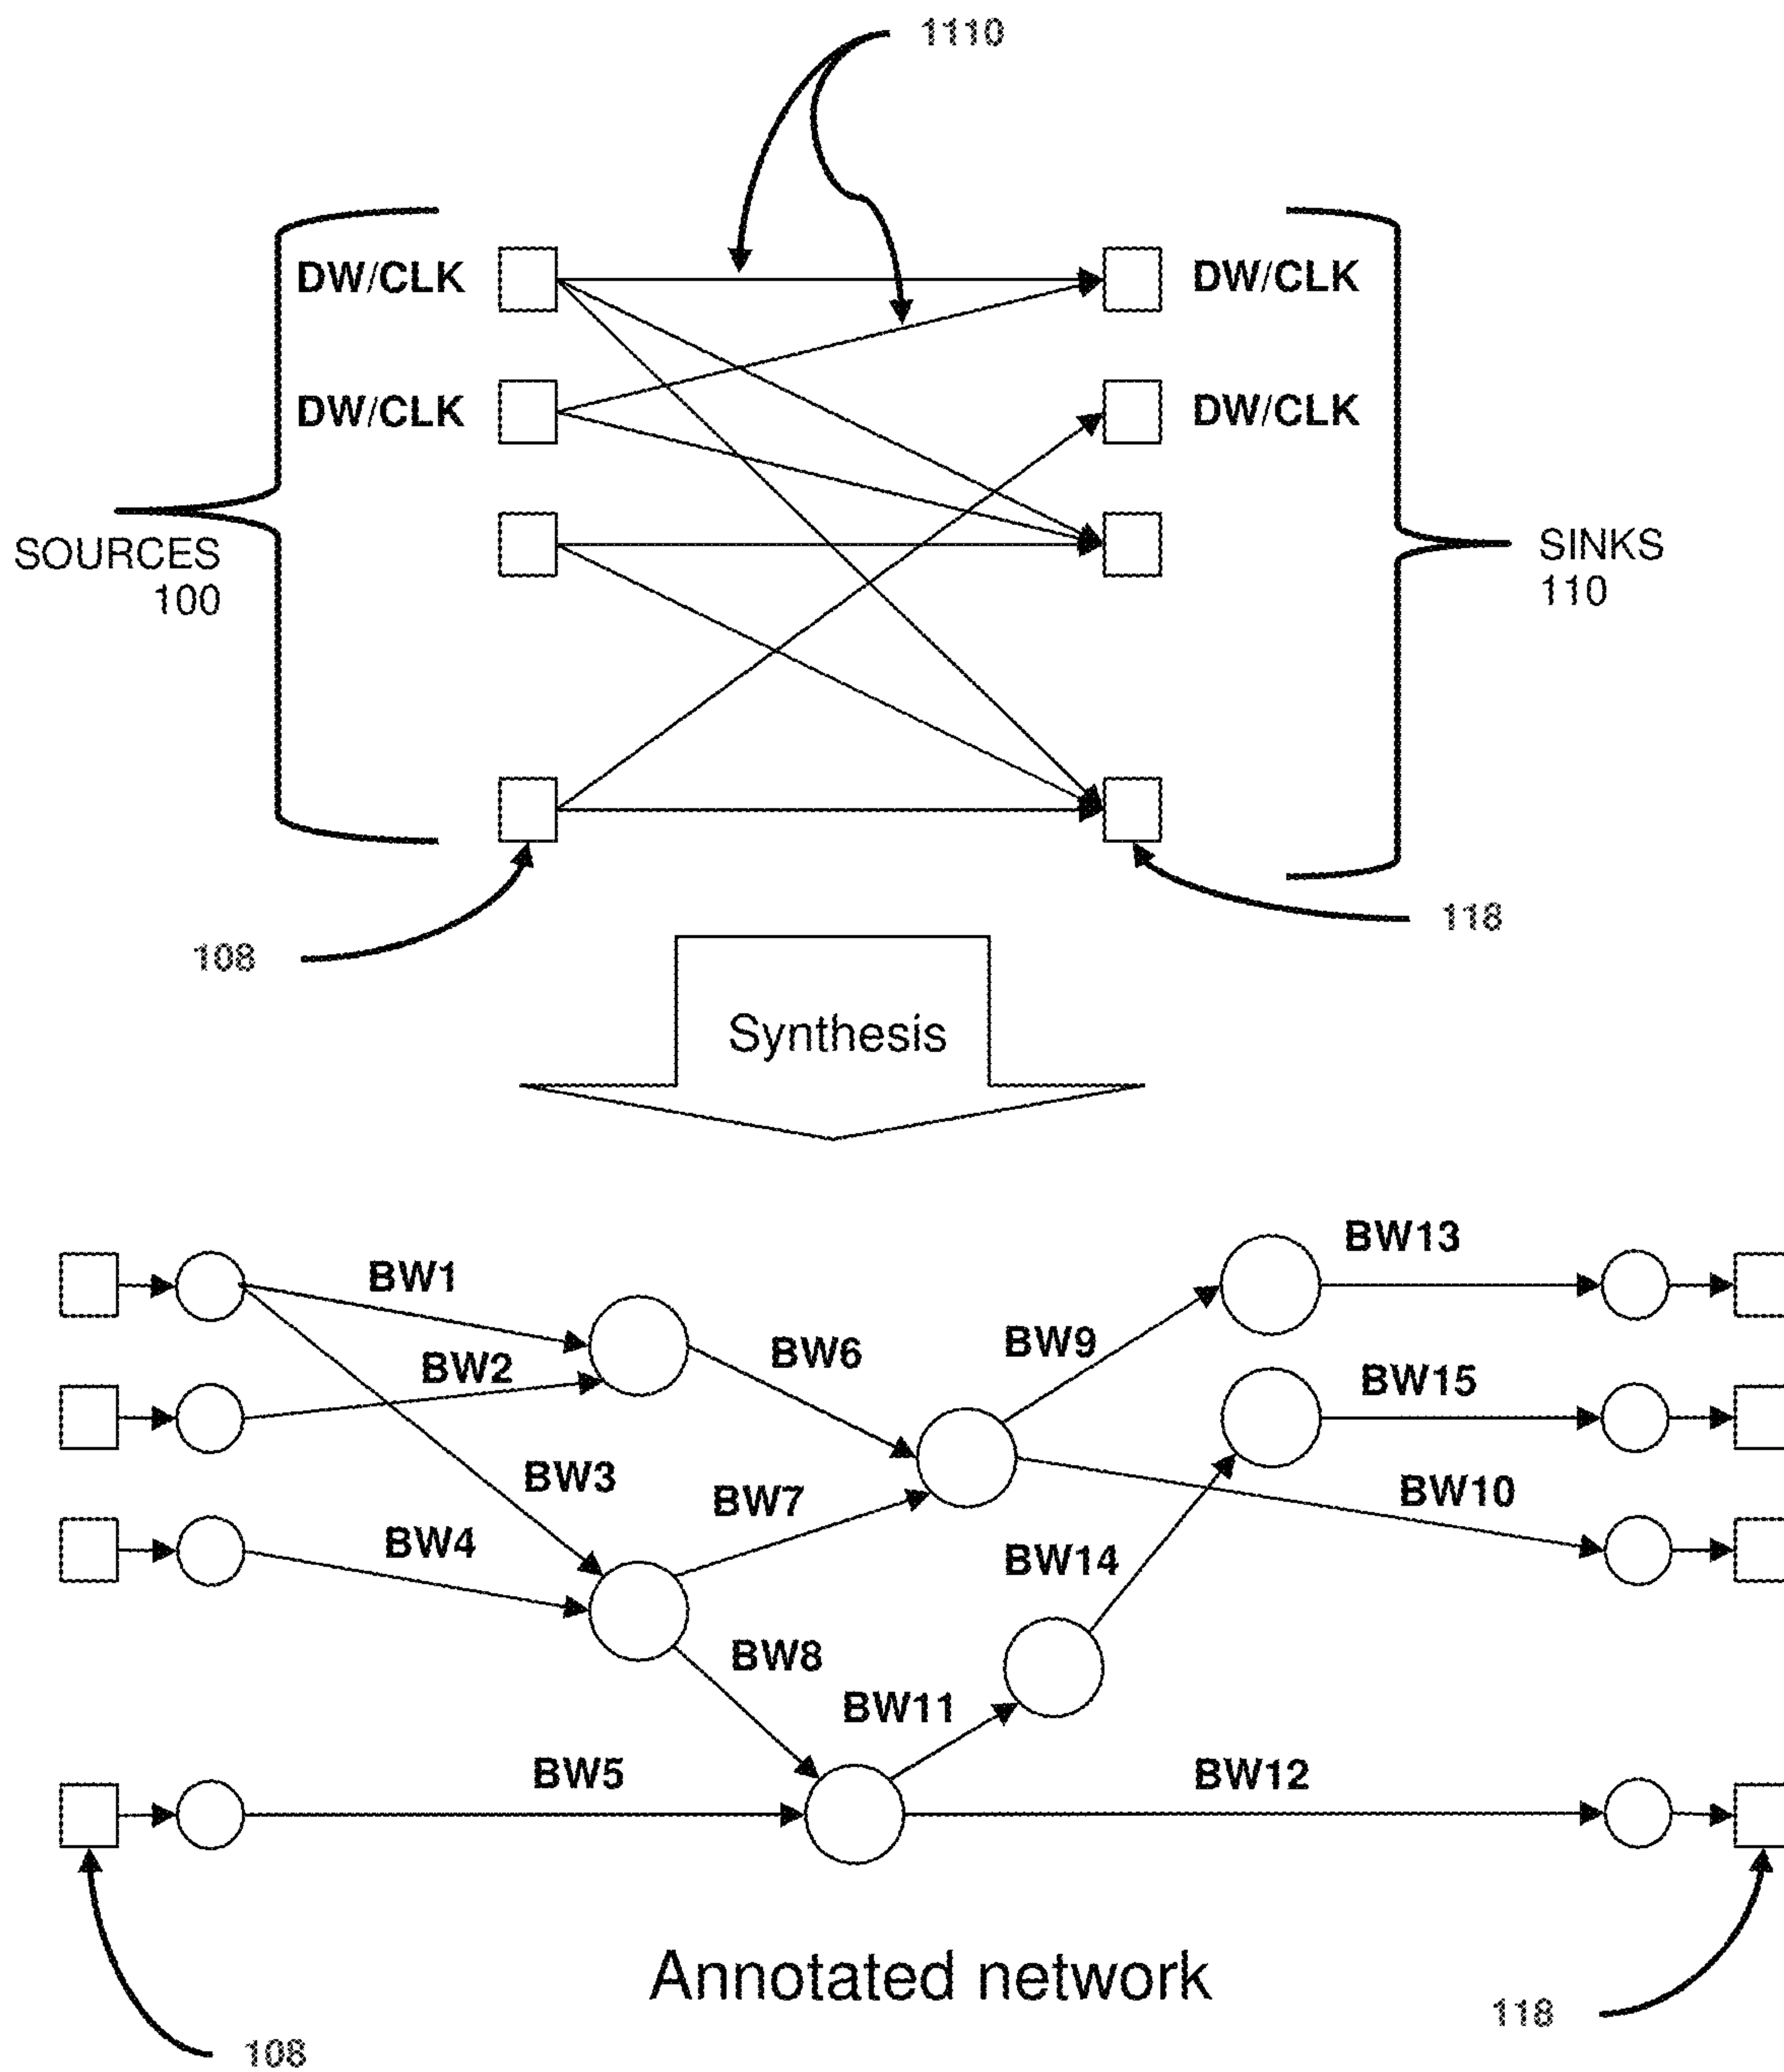 1110
DW/CLK
DW/CLK
DW/CLK
DW/CLK
SOURCES
100
SINKS
110
108
118
Synthesis
BW1
BW2
BW3
BW4
BW5
BW6
BW7
BW8
BW9
BW10
BW11
BW12
BW13
BW14
BW15
Annotated network
108
118